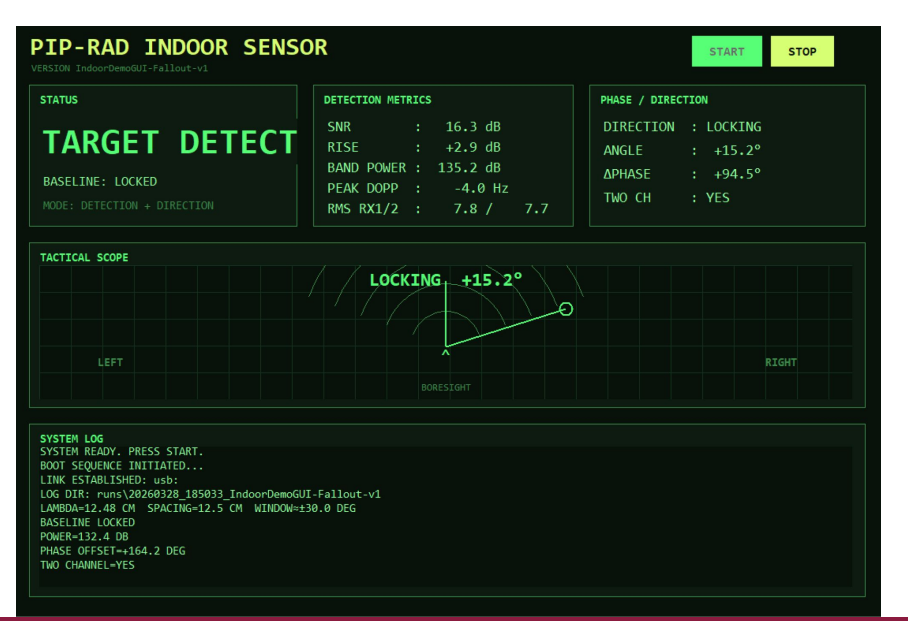 PIP-RAD INDOOR SENSOR
VERSION IndoorDemoGUI-Fallout-v1
START STOP
STATUS
TARGET DETECT
BASELINE: LOCKED
MODE: DETECTION + DIRECTION
DETECTION METRICS
SNR : 16.3 dB
RISE : +2.9 dB
BAND POWER : 135.2 dB
PEAK DOPP : -4.0 Hz
RMS RX1/2 : 7.8 / 7.7
PHASE / DIRECTION
DIRECTION : LOCKING
ANGLE : +15.2°
ΔPHASE : +94.5°
TWO CH : YES
TACTICAL SCOPE
LOCKING +15.2°
LEFT
RIGHT
BORESIGHT
SYSTEM LOG
SYSTEM READY. PRESS START.
BOOT SEQUENCE INITIATED...
LINK ESTABLISHED: usb:
LOG DIR: runs\20260328_185033_IndoorDemoGUI-Fallout-v1
LAMBDA=12.48 CM SPACING=12.5 CM WINDOW=±30.0 DEG
BASELINE LOCKED
POWER=132.4 DB
PHASE OFFSET=+164.2 DEG
TWO CHANNEL=YES